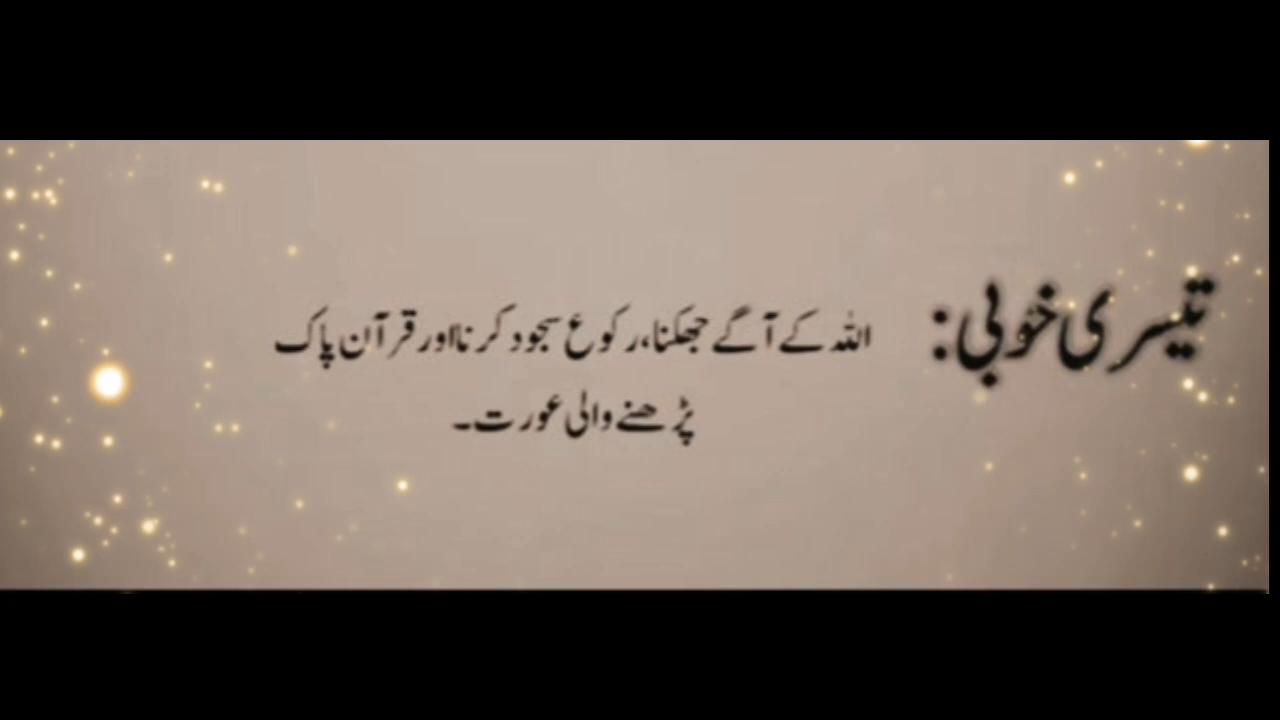 تیسری خوبی: اللہ کے آگے جھکنا، رکوع سجود کرنا اور قرآن پاک
پڑھنے والی عورت۔